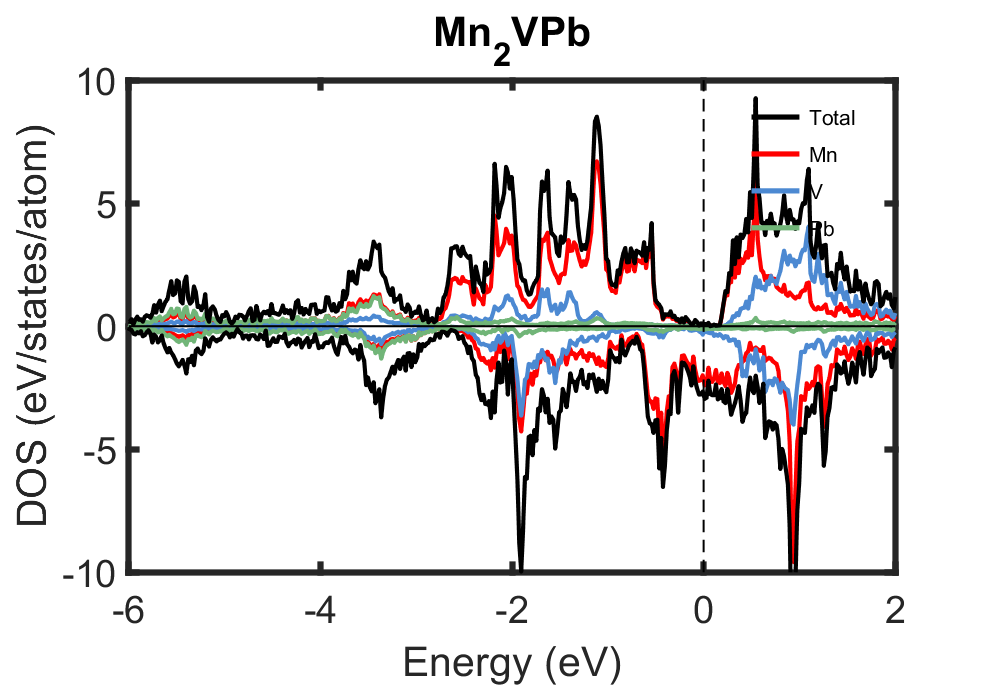 Mn2VPb
DOS (eV/states/atom)
10
5
0
-5
-10
Total
Mn
V
Pb
-6 -4 -2 0 2
Energy (eV)